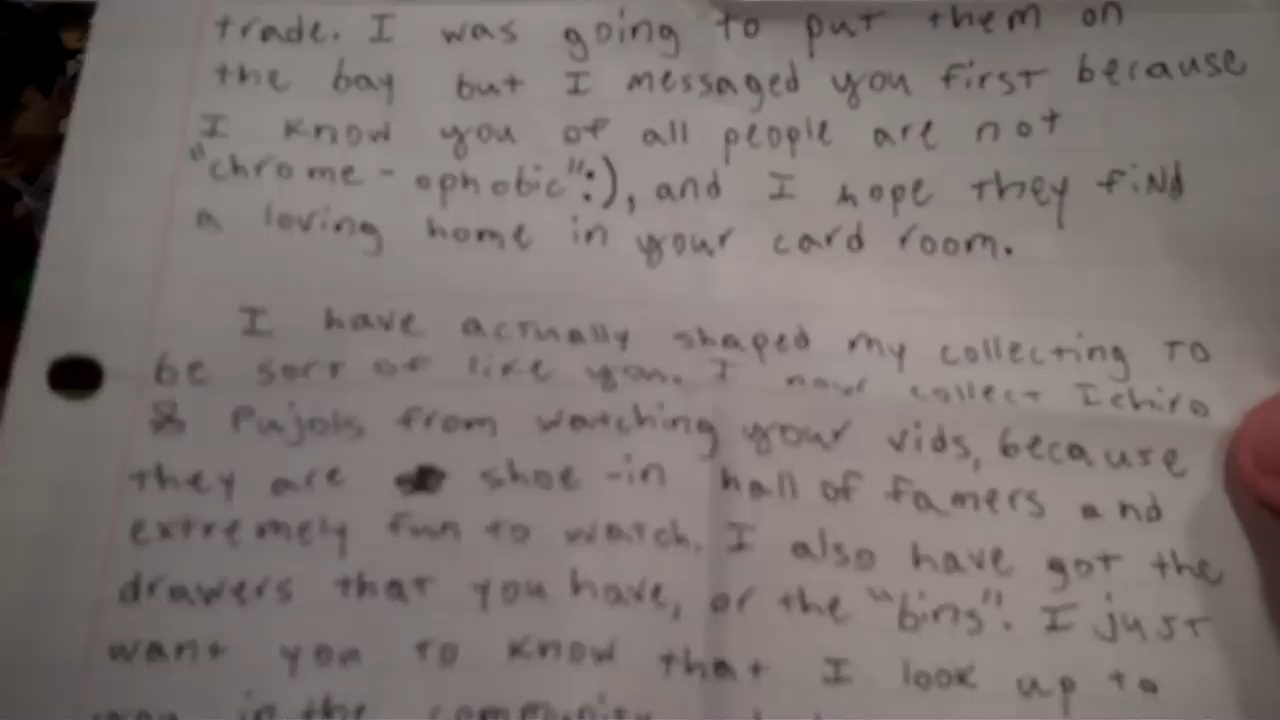 trade. I was going to put them on
the bay but I messaged you first because
I know you of all people are not
"chrome-ophobic":), and I hope they find
a loving home in your card room.
I have actually shaped my collecting to
be sort of like you. I now collect Ichiro
& Pujols from watching your vids, because
they are shoe-in hall of famers and
extremely fun to watch. I also have got the
drawers that you have, or the "bins". I just
want you to know that I look up to
you in the community